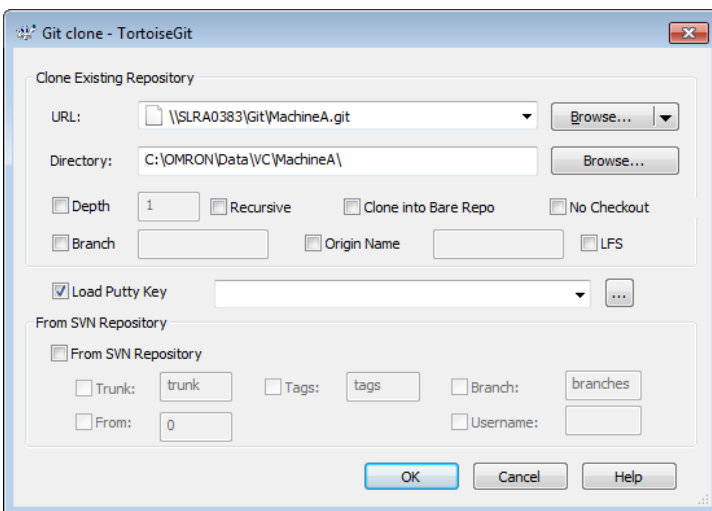 Git clone - TortoiseGit
Clone Existing Repository
URL: \\SLRA0383\Git\MachineA.git Browse...
Directory: C:\OMRON\Data\VC\MachineA\ Browse...
Depth 1 Recursive Clone into Bare Repo No Checkout
Branch Origin Name LFS
Load Putty Key ...
From SVN Repository
From SVN Repository
Trunk: trunk Tags: tags Branch: branches
From: 0 Username:
OK Cancel Help